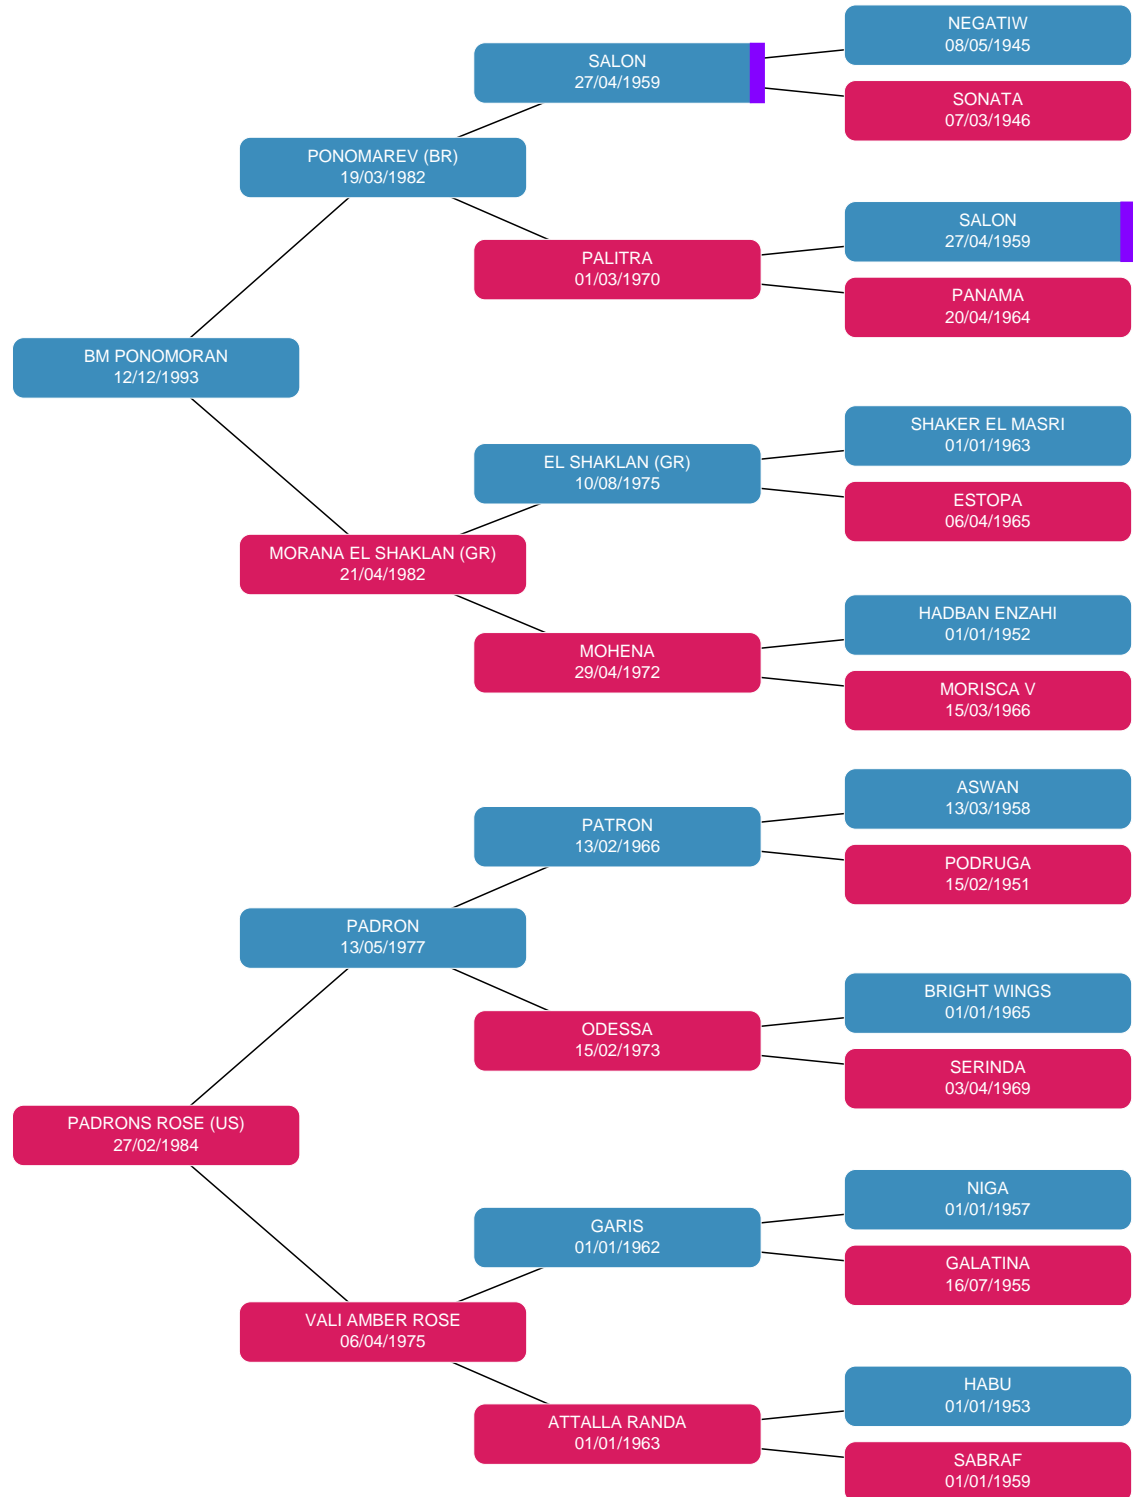 NEGATIW
08/05/1945
SALON
27/04/1959
SONATA
07/03/1946
PONOMAREV (BR)
19/03/1982
SALON
27/04/1959
PALITRA
01/03/1970
PANAMA
20/04/1964
BM PONOMORAN
12/12/1993
SHAKER EL MASRI
01/01/1963
EL SHAKLAN (GR)
10/08/1975
ESTOPA
06/04/1965
MORANA EL SHAKLAN (GR)
21/04/1982
HADBAN ENZAHI
01/01/1952
MOHENA
29/04/1972
MORISCA V
15/03/1966
ASWAN
13/03/1958
PATRON
13/02/1966
PODRUGA
15/02/1951
PADRON
13/05/1977
BRIGHT WINGS
01/01/1965
ODESSA
15/02/1973
SERINDA
03/04/1969
PADRONS ROSE (US)
27/02/1984
NIGA
01/01/1957
GARIS
01/01/1962
GALATINA
16/07/1955
VALI AMBER ROSE
06/04/1975
HABU
01/01/1953
ATTALLA RANDA
01/01/1963
SABRAF
01/01/1959